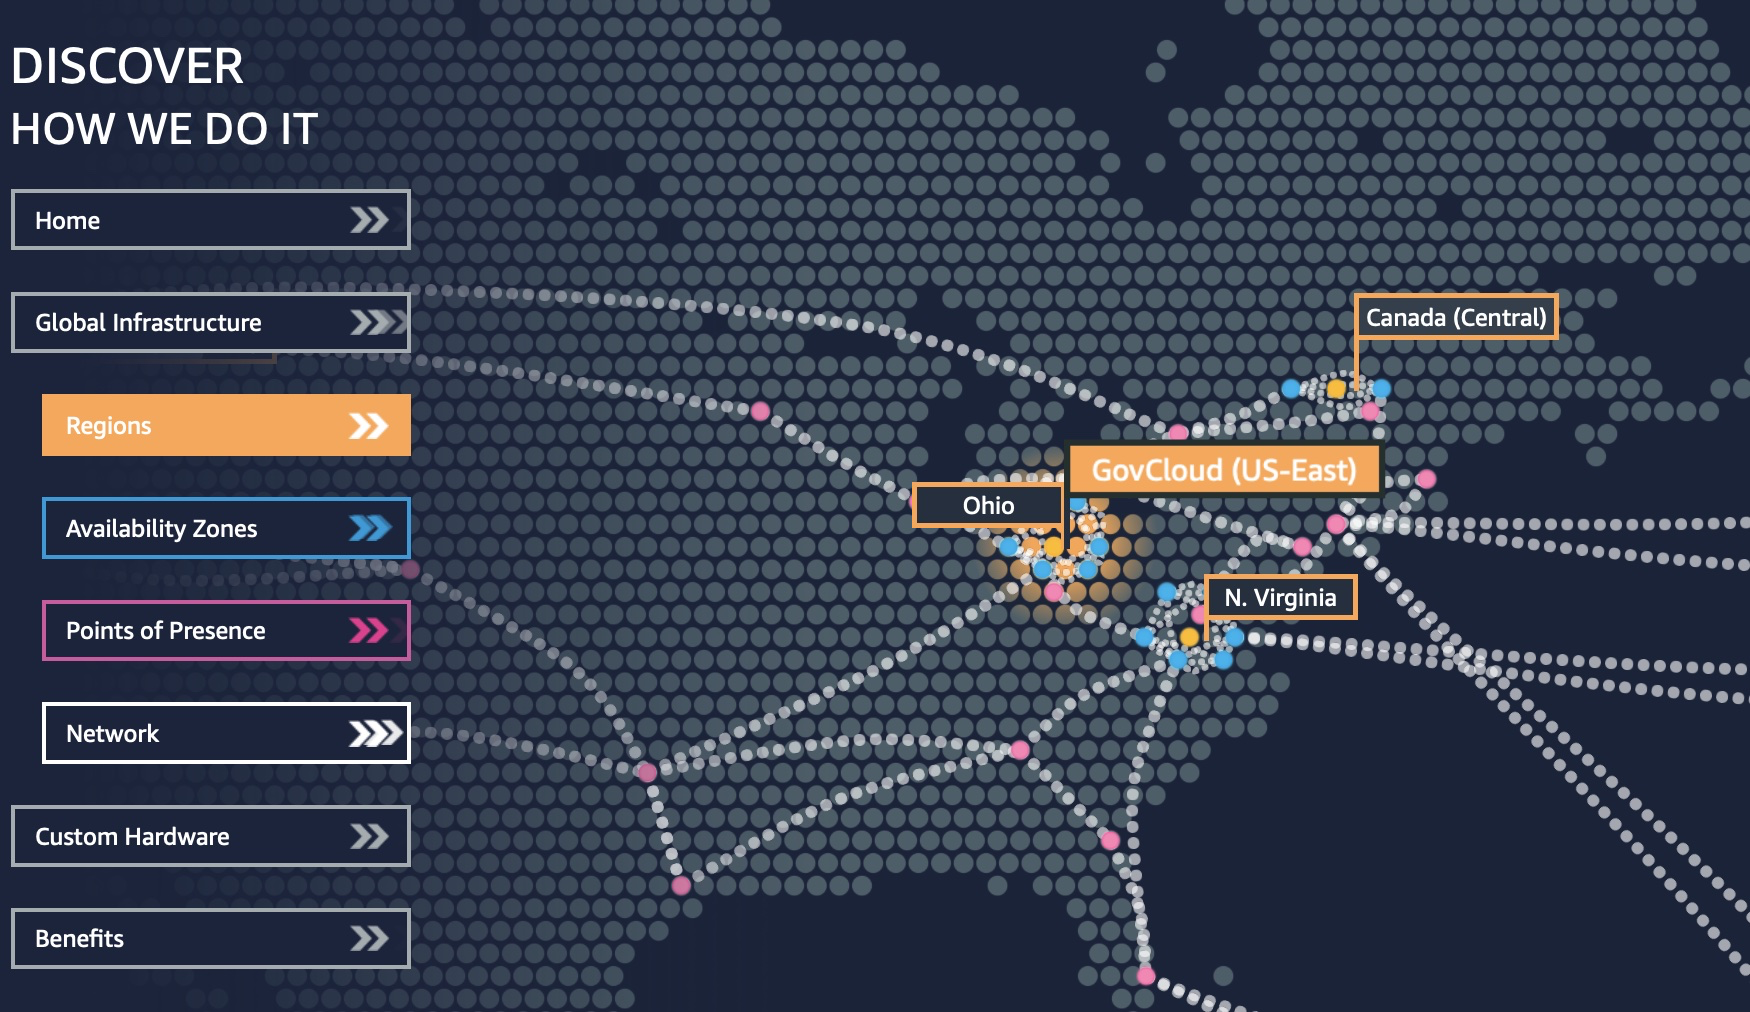 DISCOVER
HOW WE DO IT
Home
Global Infrastructure
Regions
Availability Zones
Points of Presence
Network
Custom Hardware
Benefits
Canada (Central)
GovCloud (US-East)
Ohio
N. Virginia